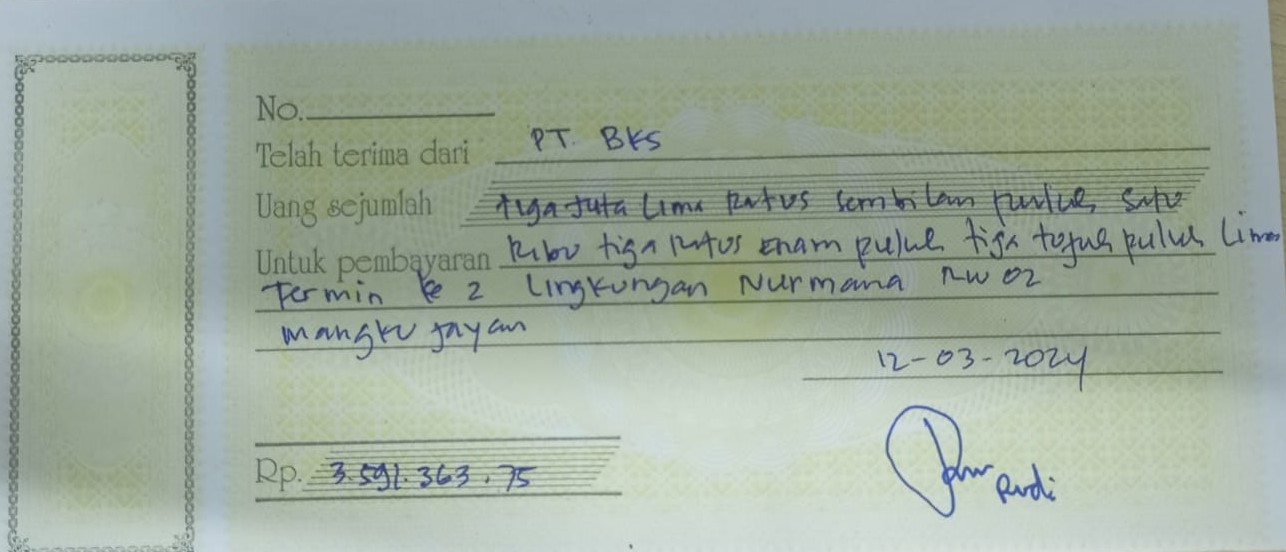 No.
Telah terima dari PT. BKS
Uang sejumlah tiga juta lima ratus sembilan puluh satu
Untuk pembayaran Ribu tiga ratus enam puluh tiga tujuh puluh lima
Termin ke 2 Lingkungan Nurmana RW 02
mangku jayan
12-03-2024
Rp. 3.591.363,75
Rudi